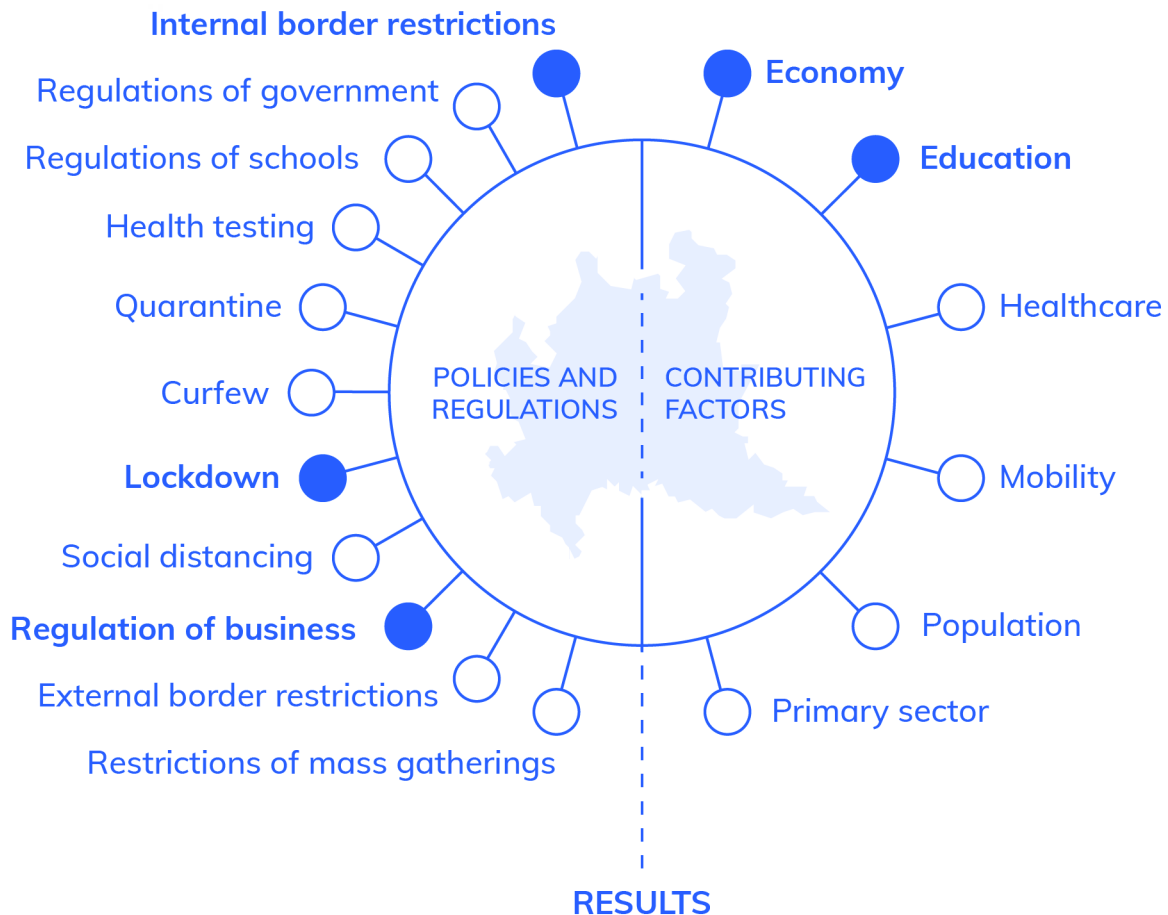 Internal border restrictions
Economy
Regulations of government
Regulations of schools
Education
Health testing
Quarantine
Healthcare
POLICIES AND
REGULATIONS
CONTRIBUTING
FACTORS
Curfew
Lockdown
Mobility
Social distancing
Regulation of business
Population
External border restrictions
Primary sector
Restrictions of mass gatherings
RESULTS